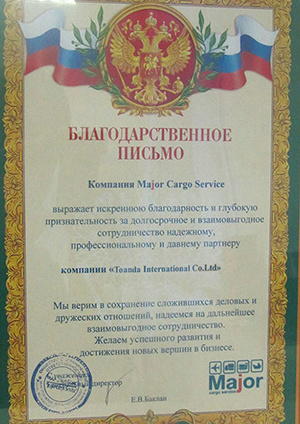 БЛАГОДАРСТВЕННОЕ
ПИСЬМО
Компания Major Cargo Service
выражает искреннюю благодарность и глубокую
признательность за долгосрочное и взаимовыгодное
сотрудничество надежному,
профессиональному и давнему партнеру
компании «Toanda International Co.Ltd»
Мы верим в сохранение сложившихся деловых и
дружеских отношений, надеемся на дальнейшее
взаимовыгодное сотрудничество.
Желаем успешного развития и
достижения новых вершин в бизнесе.
директор
Е.В.Баклан
Major
cargo service